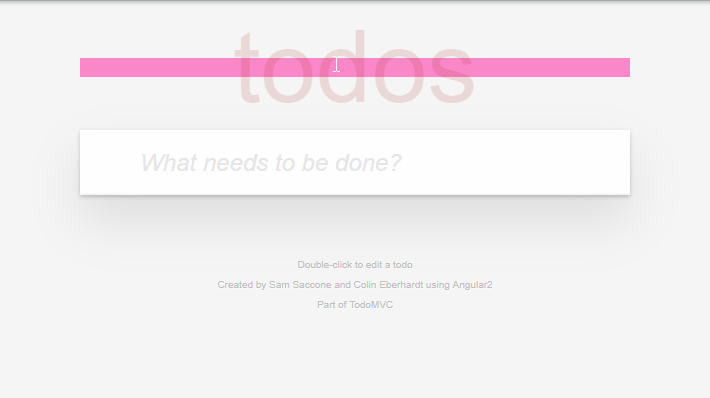 todos
What needs to be done?
Double-click to edit a todo
Created by Sam Saccone and Colin Eberhardt using Angular2
Part of TodoMVC